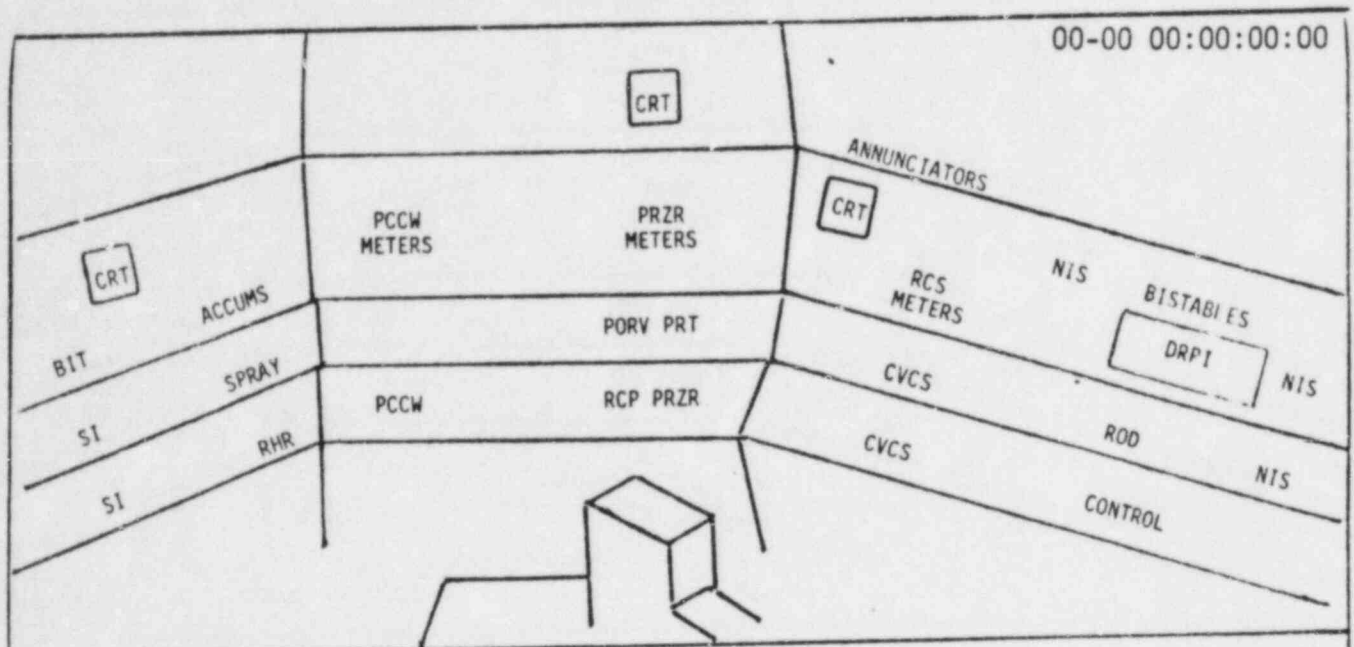 00-00 00:00:00:00
CRT
ANNUNCIATORS
CRT
PCCW
METERS
PRZR
METERS
CRT
RCS
METERS
NIS
BISTABLES
DRPI
NIS
BIT
ACCUMS
PORV PRT
SI
SPRAY
PCCW
RCP PRZR
CVCS
ROD
NIS
SI
RHR
CVCS
CONTROL